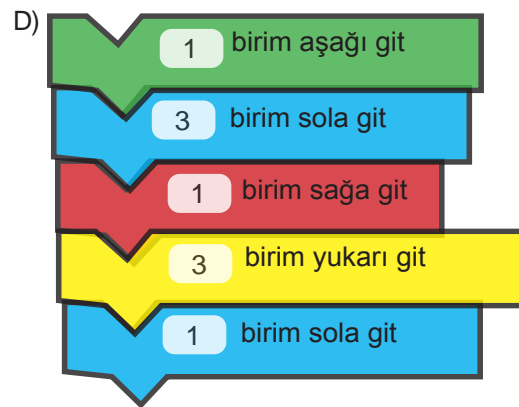 D)
1 birim aşağı git
3 birim sola git
1 birim sağa git
3 birim yukarı git
1 birim sola git